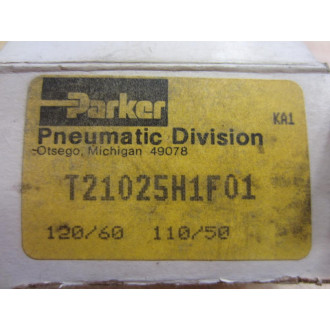 Parker
KA1
Pneumatic Division
Otsego, Michigan 49078
T21025H1F01
120/60 110/50